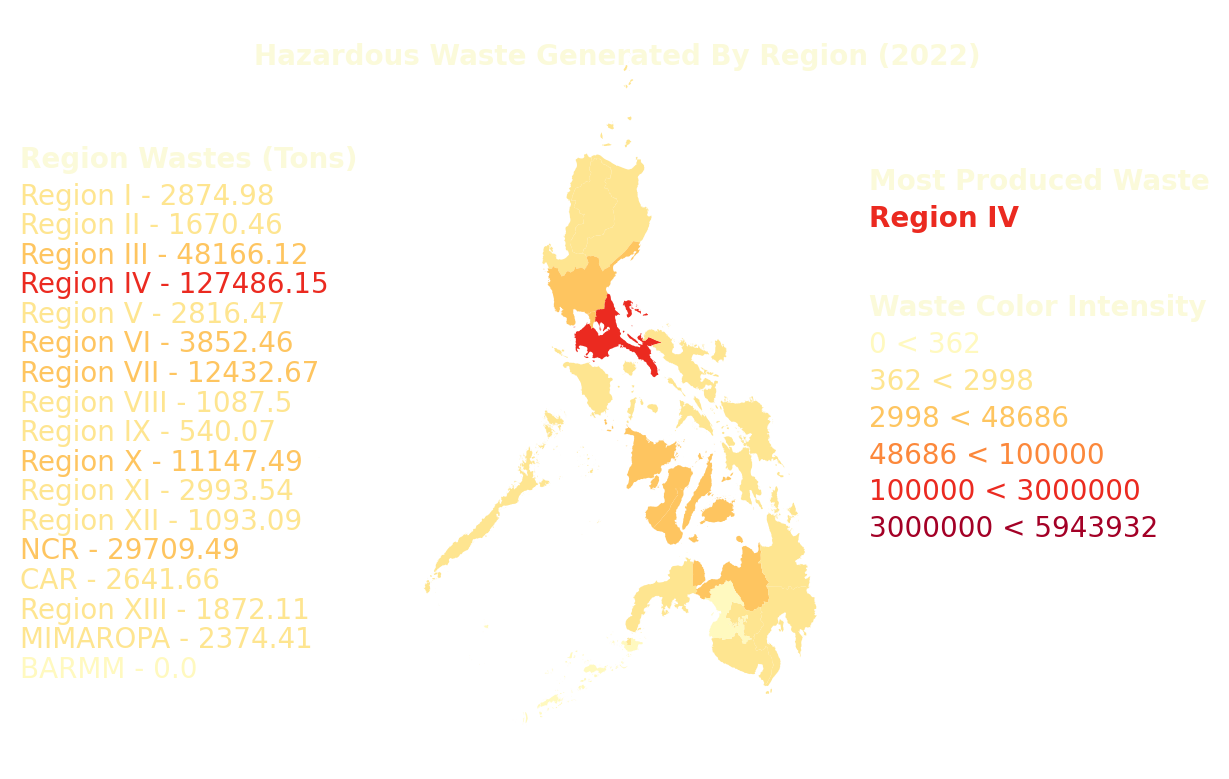 Hazardous Waste Generated By Region (2022)
Region Wastes (Tons)
Region I - 2874.98
Region II - 1670.46
Region III - 48166.12
Region IV - 127486.15
Region V - 2816.47
Region VI - 3852.46
Region VII - 12432.67
Region VIII - 1087.5
Region IX - 540.07
Region X - 11147.49
Region XI - 2993.54
Region XII - 1093.09
NCR - 29709.49
CAR - 2641.66
Region XIII - 1872.11
MIMAROPA - 2374.41
BARMM - 0.0
Most Produced Waste
Region IV
Waste Color Intensity
0 < 362
362 < 2998
2998 < 48686
48686 < 100000
100000 < 3000000
3000000 < 5943932